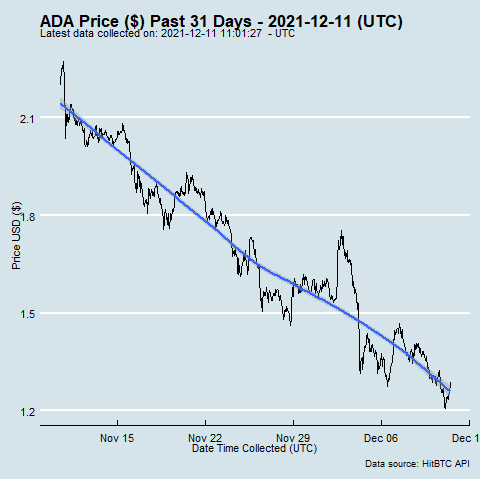 ADA Price ($) Past 31 Days - 2021-12-11 (UTC)
Latest data collected on: 2021-12-11 11:01:27 - UTC
2.1
1.8
1.5
1.2
Price USD ($)
Nov 15 Nov 22 Nov 29 Dec 06 Dec 1
Date Time Collected (UTC)
Data source: HitBTC API